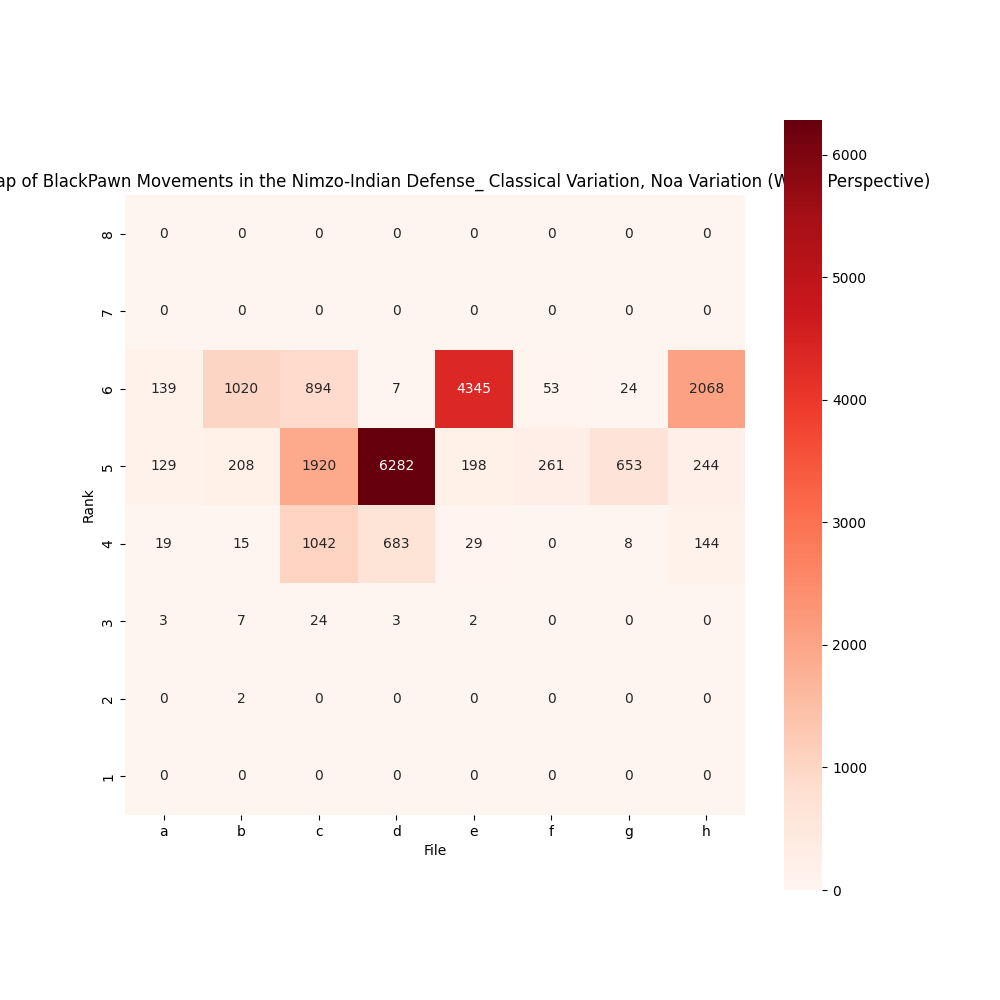 ap of BlackPawn Movements in the Nimzo-Indian Defense_ Classical Variation, Noa Variation (W Perspective)
8 0 0 0 0 0 0 0 0
7 0 0 0 0 0 0 0 0
6 139 1020 894 7 4345 53 24 2068
5 129 208 1920 6282 198 261 653 244
4 19 15 1042 683 29 0 8 144
3 3 7 24 3 2 0 0 0
2 0 2 0 0 0 0 0 0
1 0 0 0 0 0 0 0 0
a b c d e f g h
File
Rank
6000
5000
4000
3000
2000
1000
0